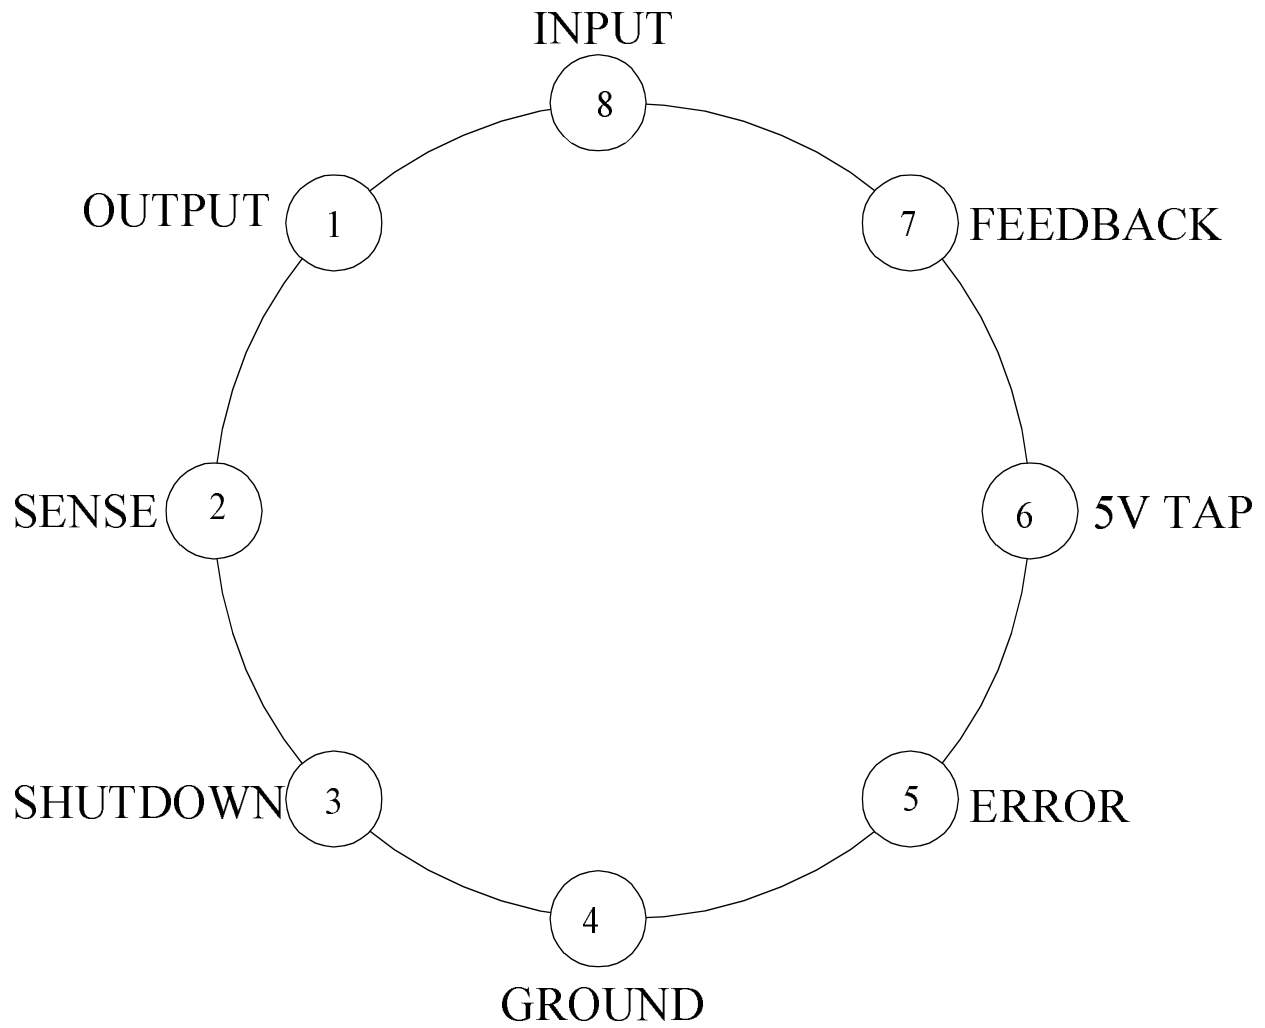 INPUT
8
OUTPUT 1
7 FEEDBACK
SENSE 2
6 5V TAP
SHUTDOWN 3
5 ERROR
4
GROUND